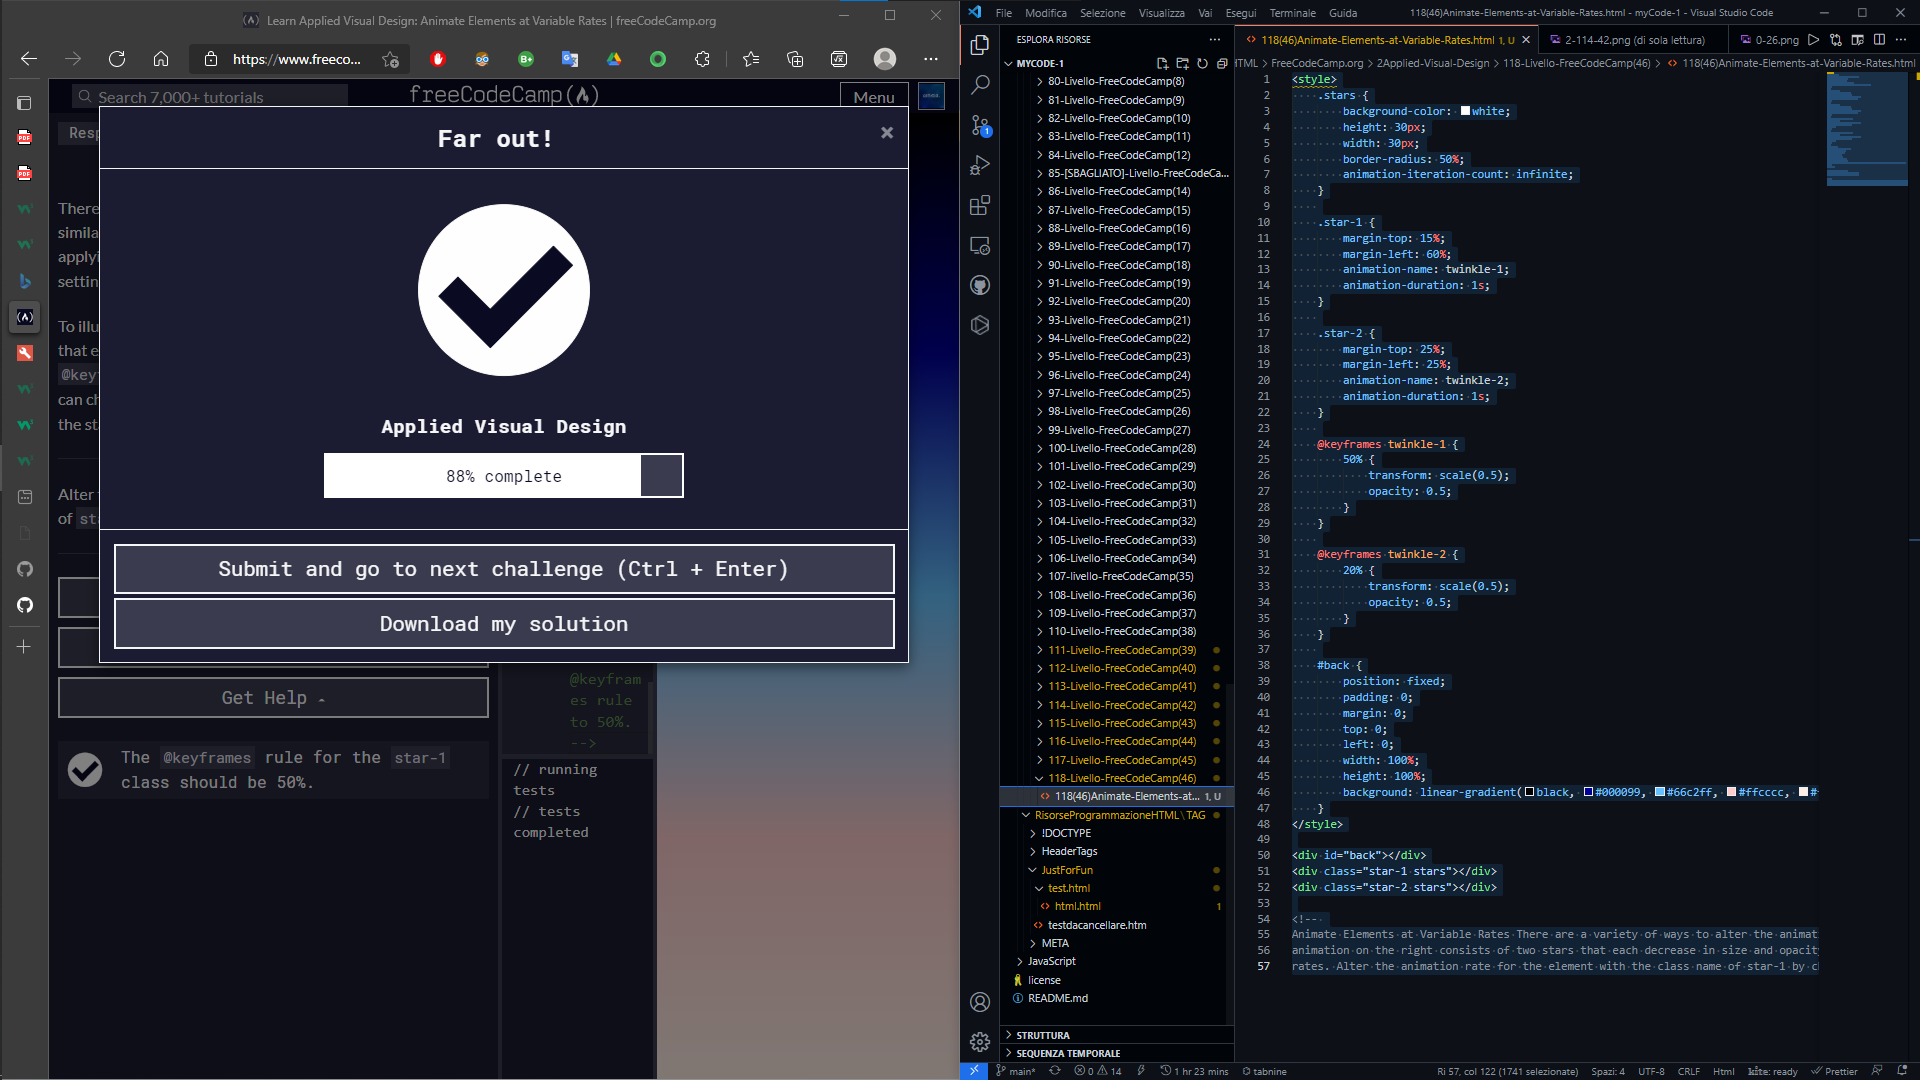 Learn Applied Visual Design: Animate Elements at Variable Rates | freeCodeCamp.org
https://www.freeco...
Search 7,000+ tutorials
freeCodeCamp
Menu
Resp
Far out!
There
simila
applyi
settin
To illu
that e
@key
can ch
the st
Alter
of st
Applied Visual Design
88% complete
Submit and go to next challenge (Ctrl + Enter)
Download my solution
Get Help
The @keyframes rule for the star-1
class should be 50%.
@keyfram
es rule
to 50%.
-->
// running
tests
// tests
completed
File Modifica Selezione Visualizza Vai Esegui Terminale Guida
118(46)Animate-Elements-at-Variable-Rates.html - myCode-1 - Visual Studio Code
ESPLORA RISORSE
MYCODE-1
80-Livello-FreeCodeCamp(8)
81-Livello-FreeCodeCamp(9)
82-Livello-FreeCodeCamp(10)
83-Livello-FreeCodeCamp(11)
84-Livello-FreeCodeCamp(12)
85-[SBAGLIATO]-Livello-FreeCodeCa...
86-Livello-FreeCodeCamp(14)
87-Livello-FreeCodeCamp(15)
88-Livello-FreeCodeCamp(16)
89-Livello-FreeCodeCamp(17)
90-Livello-FreeCodeCamp(18)
91-Livello-FreeCodeCamp(19)
92-Livello-FreeCodeCamp(20)
93-Livello-FreeCodeCamp(21)
94-Livello-FreeCodeCamp(22)
95-Livello-FreeCodeCamp(23)
96-Livello-FreeCodeCamp(24)
97-Livello-FreeCodeCamp(25)
98-Livello-FreeCodeCamp(26)
99-Livello-FreeCodeCamp(27)
100-Livello-FreeCodeCamp(28)
101-Livello-FreeCodeCamp(29)
102-Livello-FreeCodeCamp(30)
103-Livello-FreeCodeCamp(31)
104-Livello-FreeCodeCamp(32)
105-Livello-FreeCodeCamp(33)
106-Livello-FreeCodeCamp(34)
107-livello-FreeCodeCamp(35)
108-Livello-FreeCodeCamp(36)
109-Livello-FreeCodeCamp(37)
110-Livello-FreeCodeCamp(38)
111-Livello-FreeCodeCamp(39)
112-Livello-FreeCodeCamp(40)
113-Livello-FreeCodeCamp(41)
114-Livello-FreeCodeCamp(42)
115-Livello-FreeCodeCamp(43)
116-Livello-FreeCodeCamp(44)
117-Livello-FreeCodeCamp(45)
118-Livello-FreeCodeCamp(46)
118(46)Animate-Elements-at... 1, U
RisorseProgrammazioneHTML\TAG
!DOCTYPE
HeaderTags
JustForFun
test.html
html.html 1
testdacancellare.htm
META
JavaScript
license
README.md
STRUTTURA
SEQUENZA TEMPORALE
118(46)Animate-Elements-at-Variable-Rates.html 1, U
2-114-42.png (di sola lettura)
0-26.png
HTML > FreeCodeCamp.org > 2Applied-Visual-Design > 118-Livello-FreeCodeCamp(46) > 118(46)Animate-Elements-at-Variable-Rates.html
1 <style>
2 .stars {
3 background-color: white;
4 height: 30px;
5 width: 30px;
6 border-radius: 50%;
7 animation-iteration-count: infinite;
8 }
9
10 .star-1 {
11 margin-top: 15%;
12 margin-left: 60%;
13 animation-name: twinkle-1;
14 animation-duration: 1s;
15 }
16
17 .star-2 {
18 margin-top: 25%;
19 margin-left: 25%;
20 animation-name: twinkle-2;
21 animation-duration: 1s;
22 }
23
24 @keyframes twinkle-1 {
25 50% {
26 transform: scale(0.5);
27 opacity: 0.5;
28 }
29 }
30
31 @keyframes twinkle-2 {
32 20% {
33 transform: scale(0.5);
34 opacity: 0.5;
35 }
36 }
37
38 #back {
39 position: fixed;
40 padding: 0;
41 margin: 0;
42 top: 0;
43 left: 0;
44 width: 100%;
45 height: 100%;
46 background: linear-gradient(black, #000099, #66c2ff, #ffcccc, #
47 }
48 </style>
49
50 <div id="back"></div>
51 <div class="star-1 stars"></div>
52 <div class="star-2 stars"></div>
53
54 <!--
55 Animate Elements at Variable Rates There are a variety of ways to alter the animat
56 animation on the right consists of two stars that each decrease in size and opacit
57 rates. Alter the animation rate for the element with the class name of star-1 by c
main* 0 14 1 hr 23 mins tabnine
Ri 57, col 122 (1741 selezionate) Spazi: 4 UTF-8 CRLF Html kite: ready Prettier